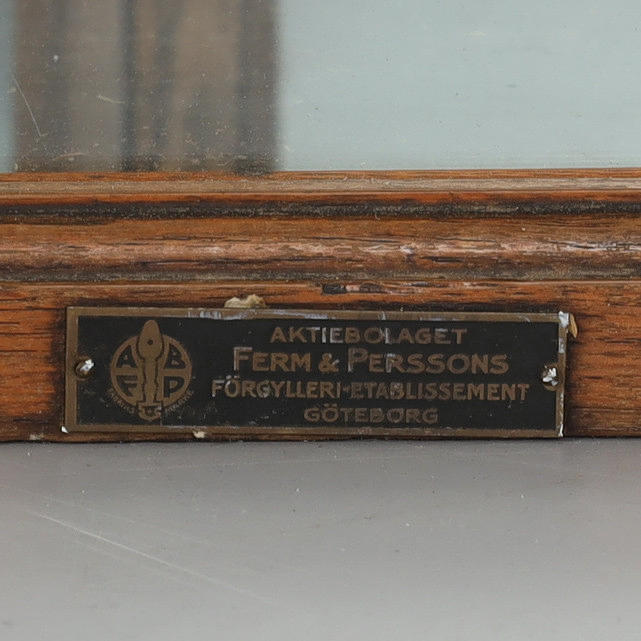 AKTIEBOLAGET
FERM & PERSSONS
FÖRGYLLERI-ETABLISSEMENT
GÖTEBORG